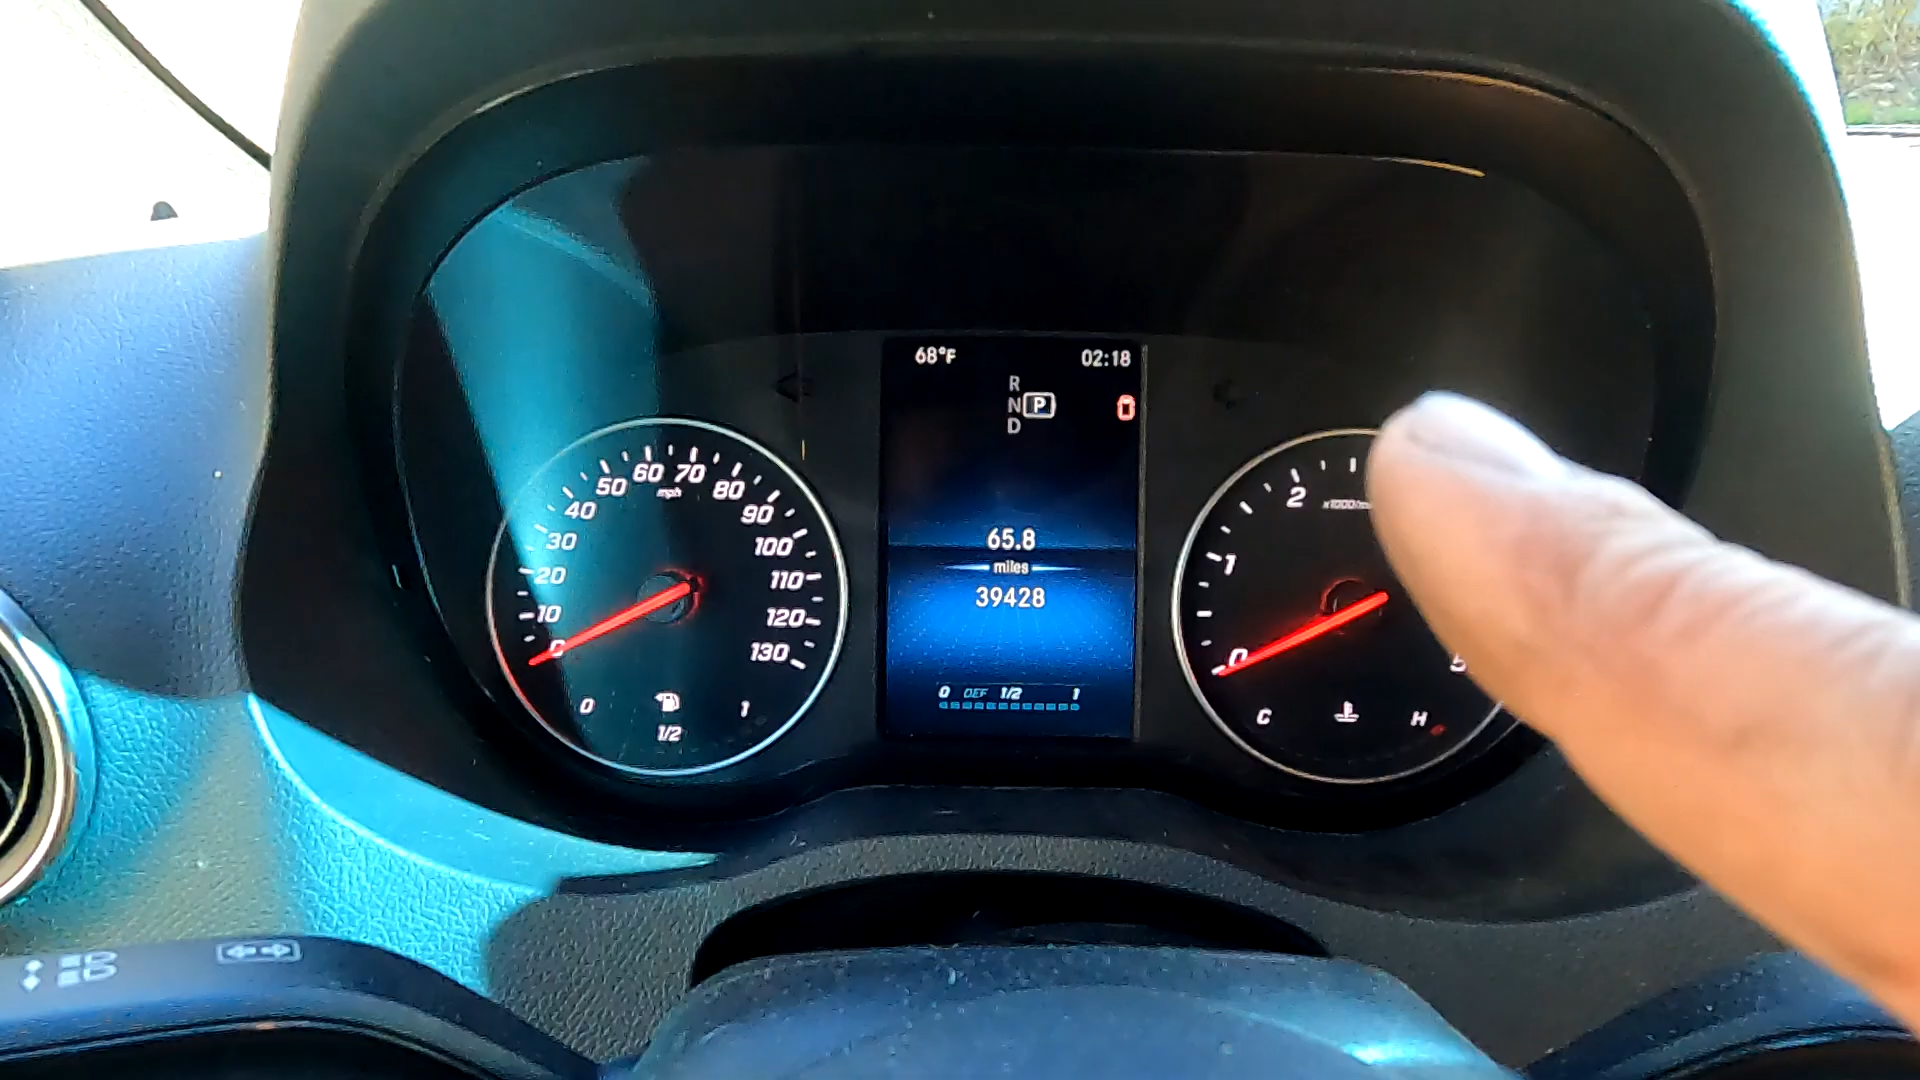 68°F 02:18
R
N P
D
60 70
50 mph 80
40 90
30 100
20 110
10 120
0 130
0 1
1/2
65.8
miles
39428
0 DEF 1/2 1
2
1
0 5
C H